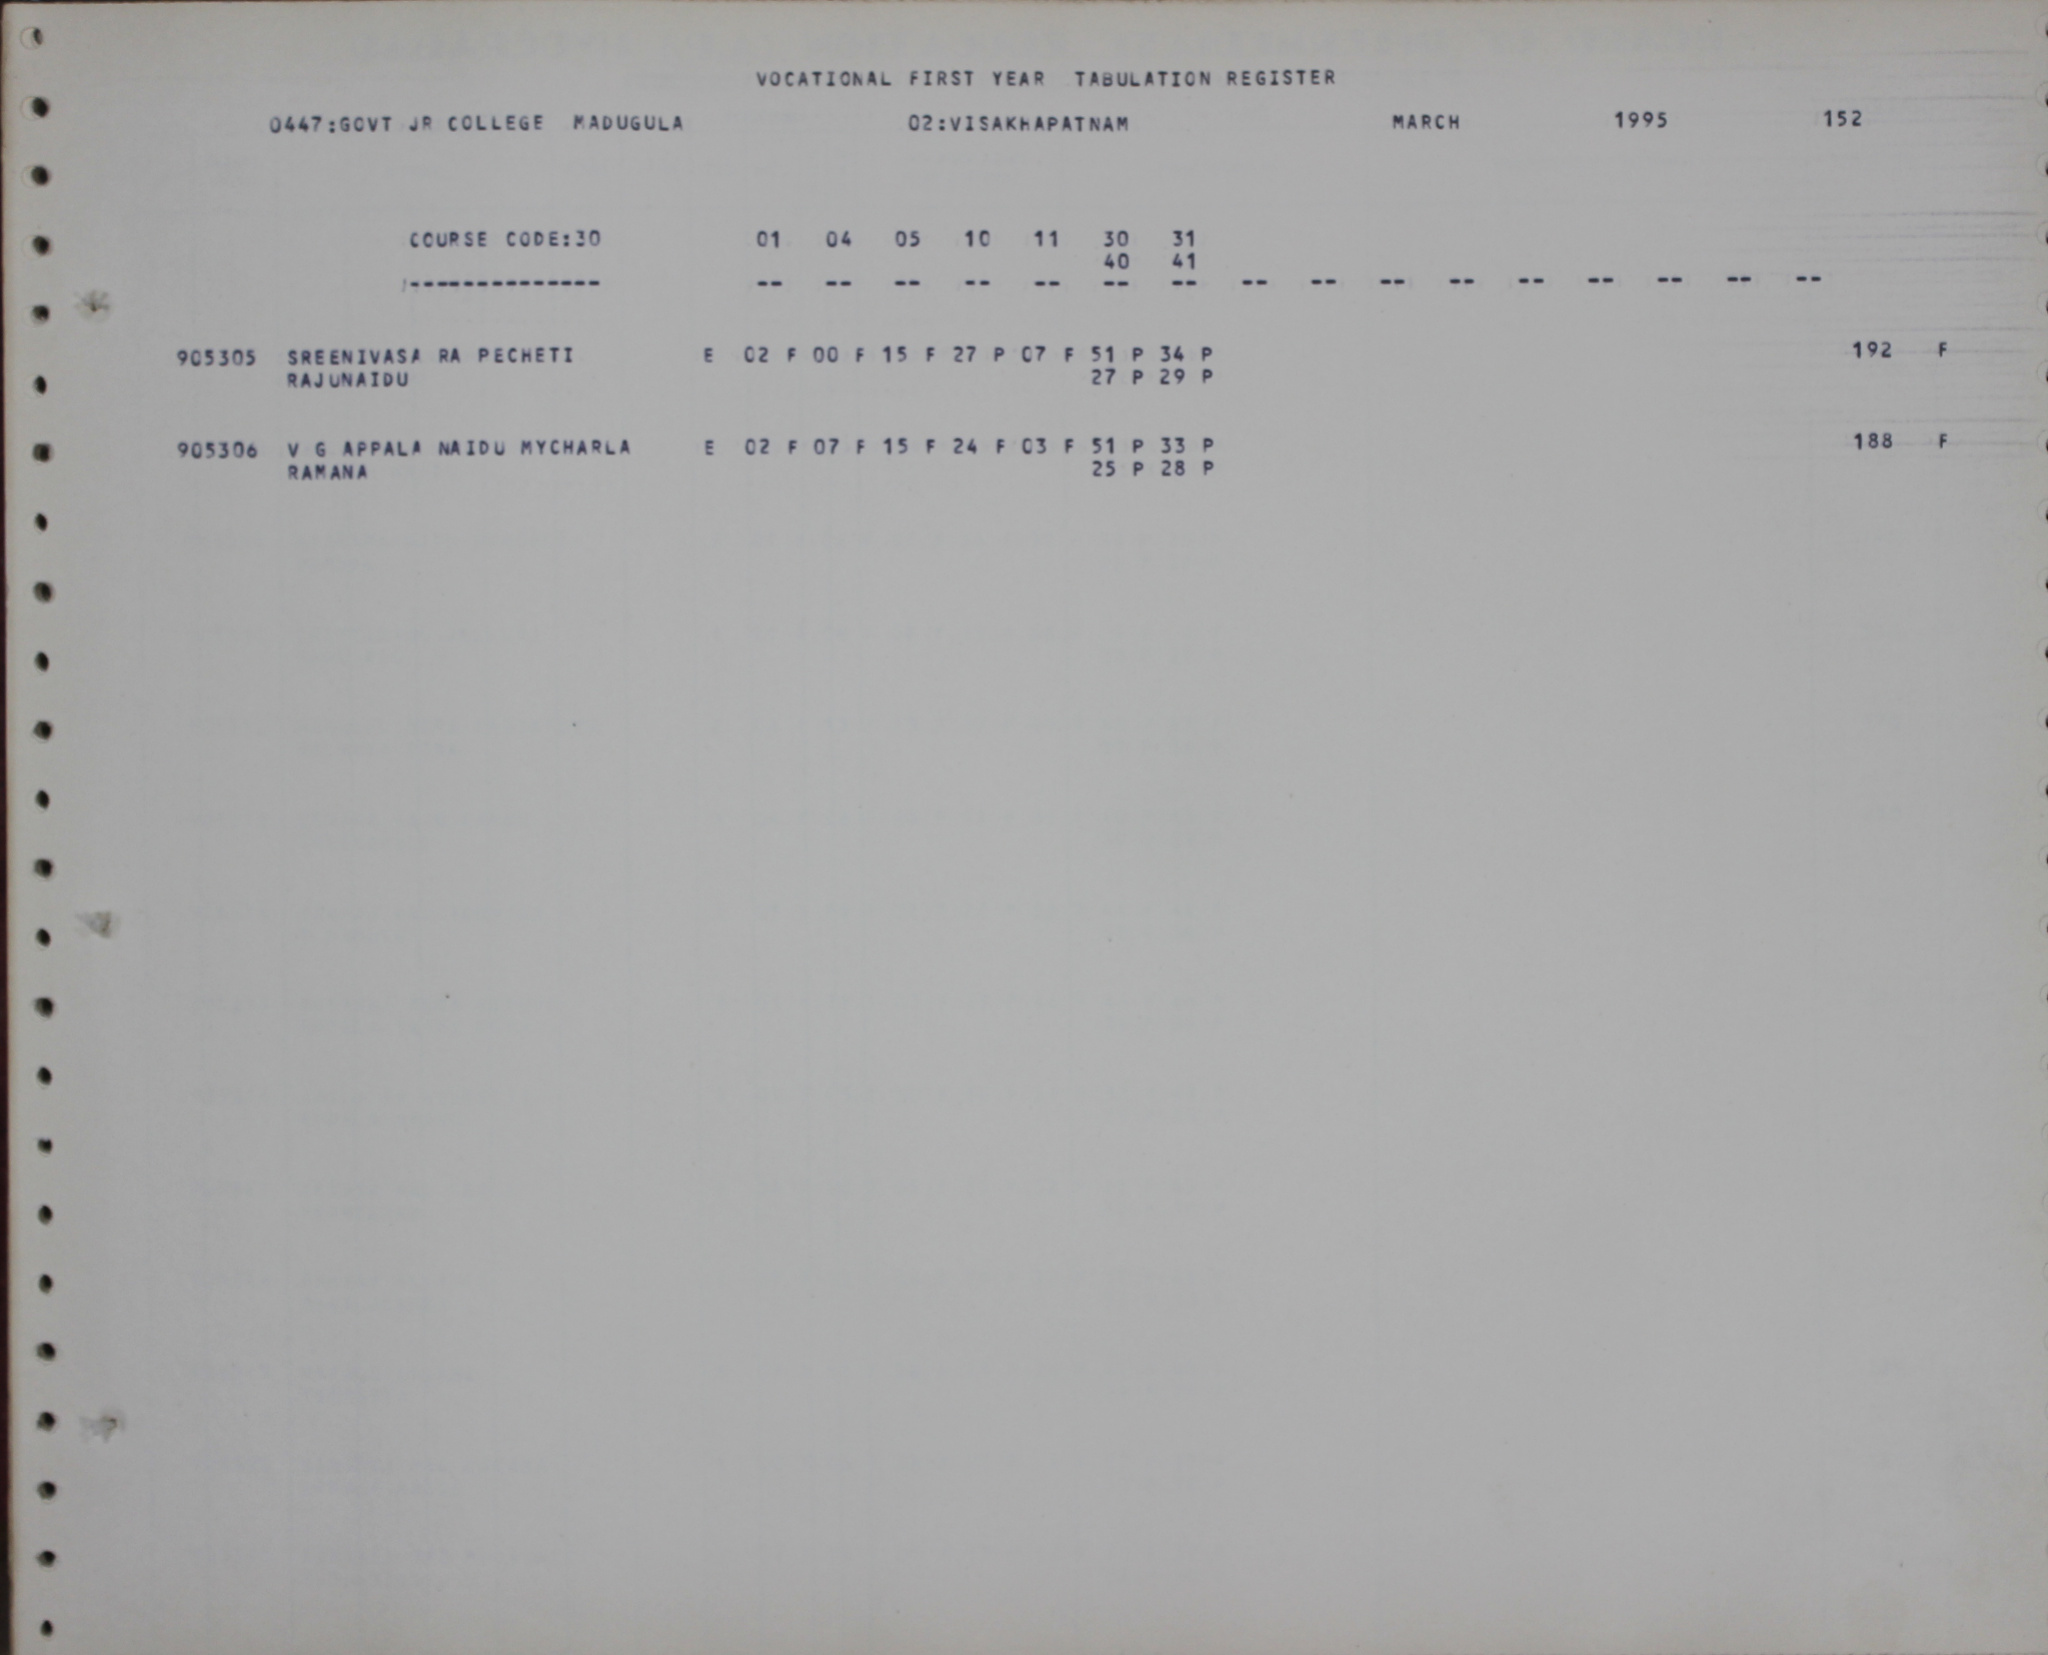 VOCATIONAL FIRST YEAR TABULATION REGISTER
0447:GOVT JR COLLEGE MADUGULA 02:VISAKHAPATNAM MARCH 1995 152
COURSE CODE:30 01 04 05 10 11 30 31
40 41
-------------- -- -- -- -- -- -- -- -- -- -- -- -- -- -- -- --
905305 SREENIVASA RA PECHETI E 02 F 00 F 15 F 27 P 07 F 51 P 34 P 192 F
RAJUNAIDU 27 P 29 P
905306 V G APPALA NAIDU MYCHARLA E 02 F 07 F 15 F 24 F 03 F 51 P 33 P 188 F
RAMANA 25 P 28 P